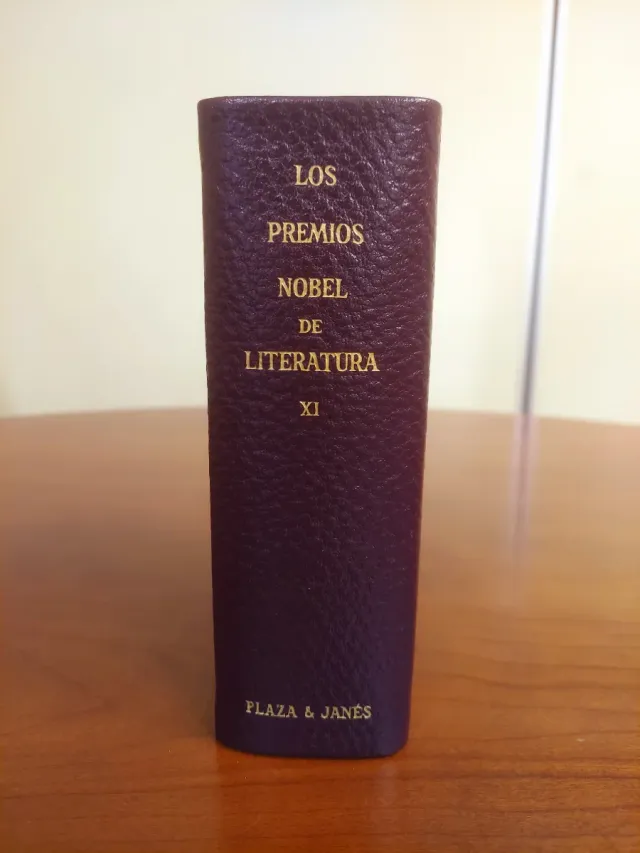 LOS
PREMIOS
NOBEL
DE
LITERATURA
XI
PLAZA & JANÉS